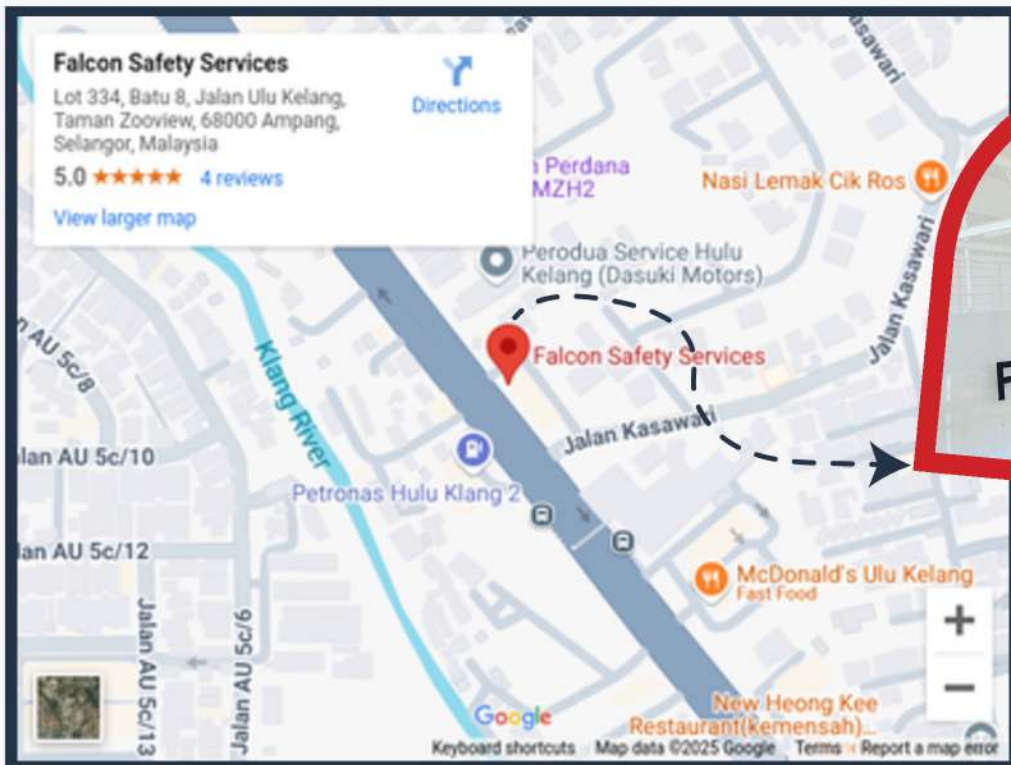 Falcon Safety Services
Lot 334, Batu 8, Jalan Ulu Kelang,
Taman Zooview, 68000 Ampang,
Selangor, Malaysia
5.0
4 reviews
View larger map
Directions
Kasawari
Perdana
MZH2
Nasi Lemak Cik Ros
Perodua Service Hulu
Kelang (Dasuki Motors)
Jalan Kasawari
Falcon Safety Services
AU 5c/8
Klang River
Jalan Kasawari
Jalan AU 5c/10
Petronas Hulu Klang 2
Jalan AU 5c/12
McDonald's Ulu Kelang
Fast Food
Jalan AU 5c/13
Jalan AU 5c/6
New Heong Kee
Restaurant(kemensah)...
Google
Keyboard shortcuts
Map data ©2025 Google
Terms
Report a map error